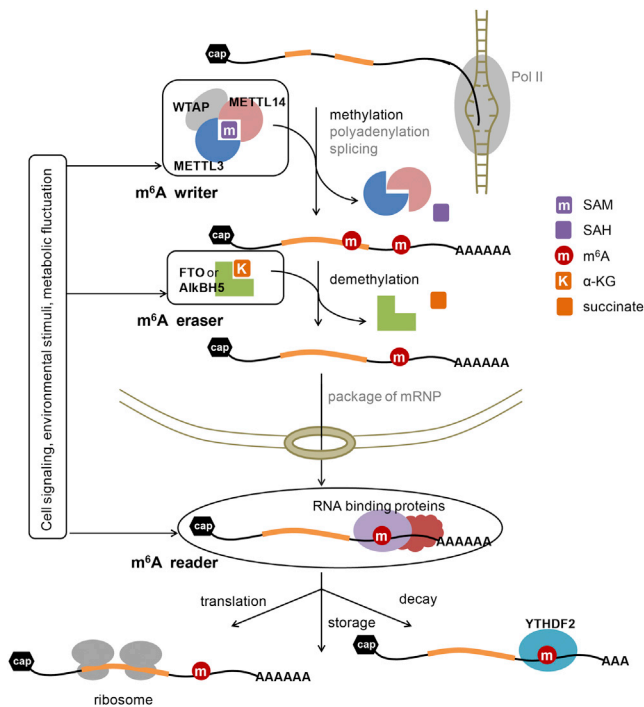 cap
Pol II
WTAP
METTL14
m
METTL3
m⁶A writer
methylation
polyadenylation
splicing
m SAM
SAH
m m⁶A
K α-KG
succinate
cap
m
m
AAAAAA
FTO or
AlkBH5
K
m⁶A eraser
demethylation
cap
m
AAAAAA
Cell signaling, environmental stimuli, metabolic fluctuation
package of mRNP
RNA binding proteins
cap
m
AAAAAA
m⁶A reader
translation
storage
decay
cap
m
AAAAAA
ribosome
YTHDF2
cap
m
AAA